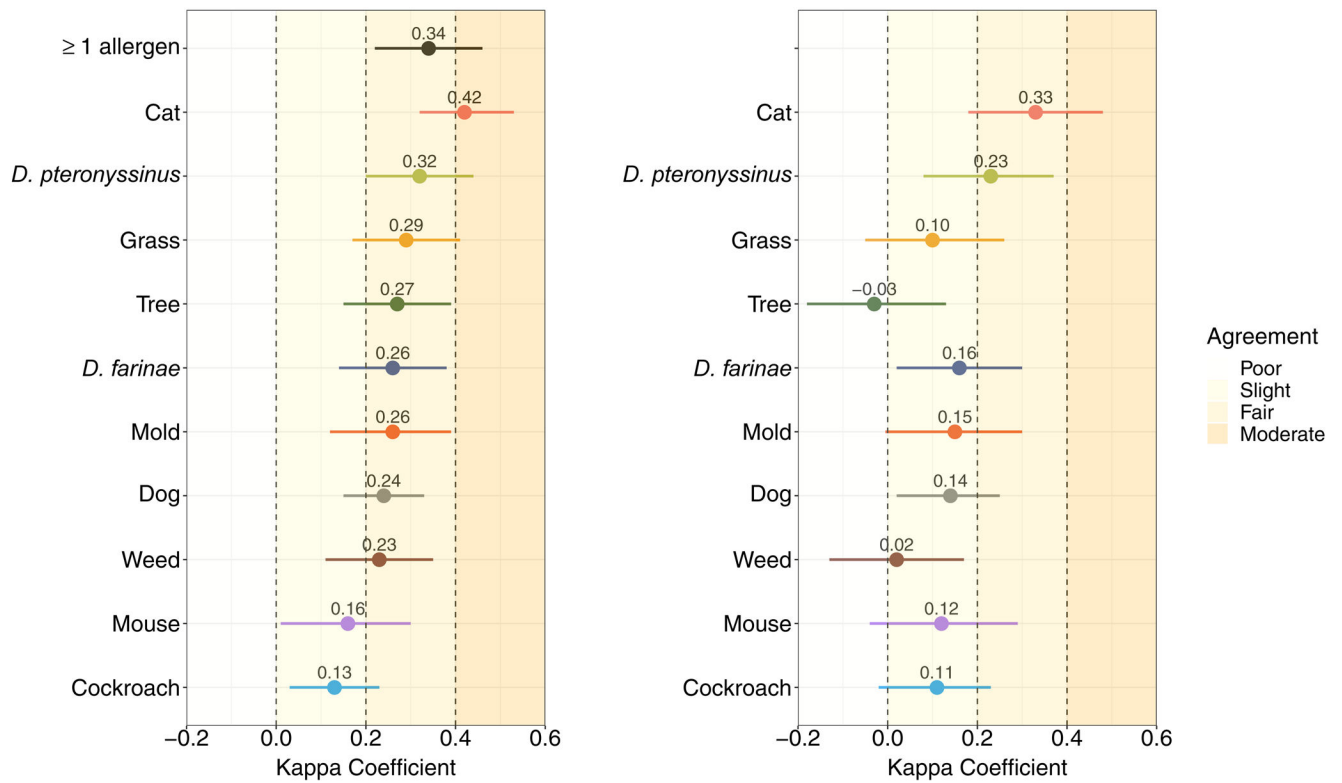 ≥ 1 allergen
0.34
Cat
0.42
D. pteronyssinus
0.32
Grass
0.29
Tree
0.27
D. farinae
0.26
Mold
0.26
Dog
0.24
Weed
0.23
Mouse
0.16
Cockroach
0.13
−0.2 0.0 0.2 0.4 0.6
Kappa Coefficient
Cat
0.33
D. pteronyssinus
0.23
Grass
0.10
Tree
−0.03
D. farinae
0.16
Mold
0.15
Dog
0.14
Weed
0.02
Mouse
0.12
Cockroach
0.11
−0.2 0.0 0.2 0.4 0.6
Kappa Coefficient
Agreement
Poor
Slight
Fair
Moderate